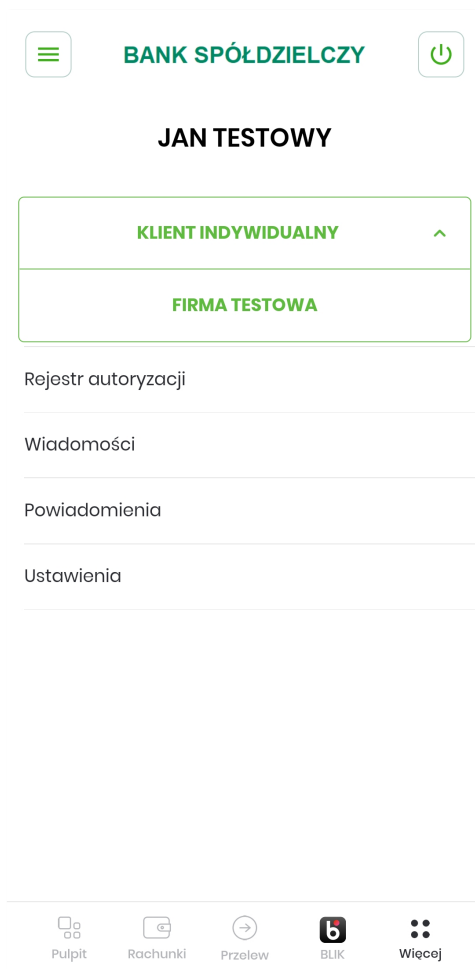 BANK SPÓŁDZIELCZY
JAN TESTOWY
KLIENT INDYWIDUALNY
FIRMA TESTOWA
Rejestr autoryzacji
Wiadomości
Powiadomienia
Ustawienia
Pulpit Rachunki Przelew BLIK Więcej